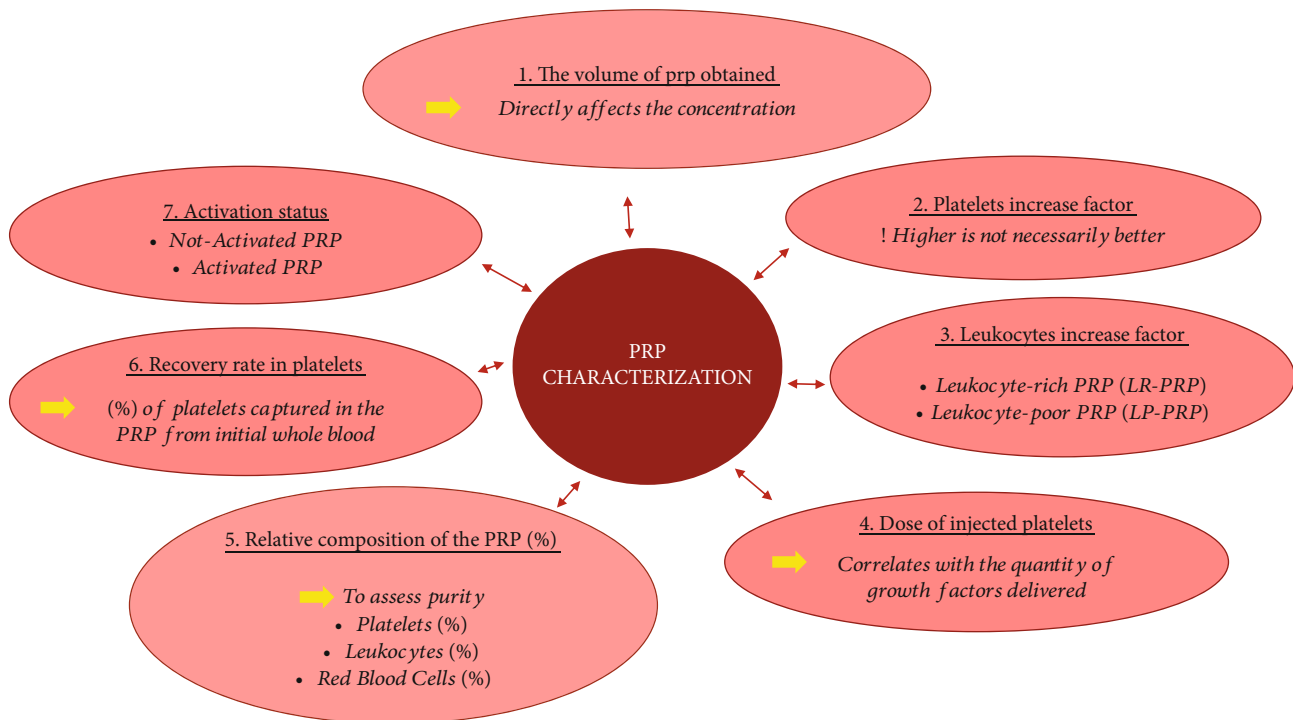 1. The volume of prp obtained
Directly affects the concentration
2. Platelets increase factor
! Higher is not necessarily better
3. Leukocytes increase factor
• Leukocyte-rich PRP (LR-PRP)
• Leukocyte-poor PRP (LP-PRP)
4. Dose of injected platelets
Correlates with the quantity of
growth factors delivered
5. Relative composition of the PRP (%)
To assess purity
• Platelets (%)
• Leukocytes (%)
• Red Blood Cells (%)
6. Recovery rate in platelets
(%) of platelets captured in the
PRP from initial whole blood
7. Activation status
• Not-Activated PRP
• Activated PRP
PRP
CHARACTERIZATION